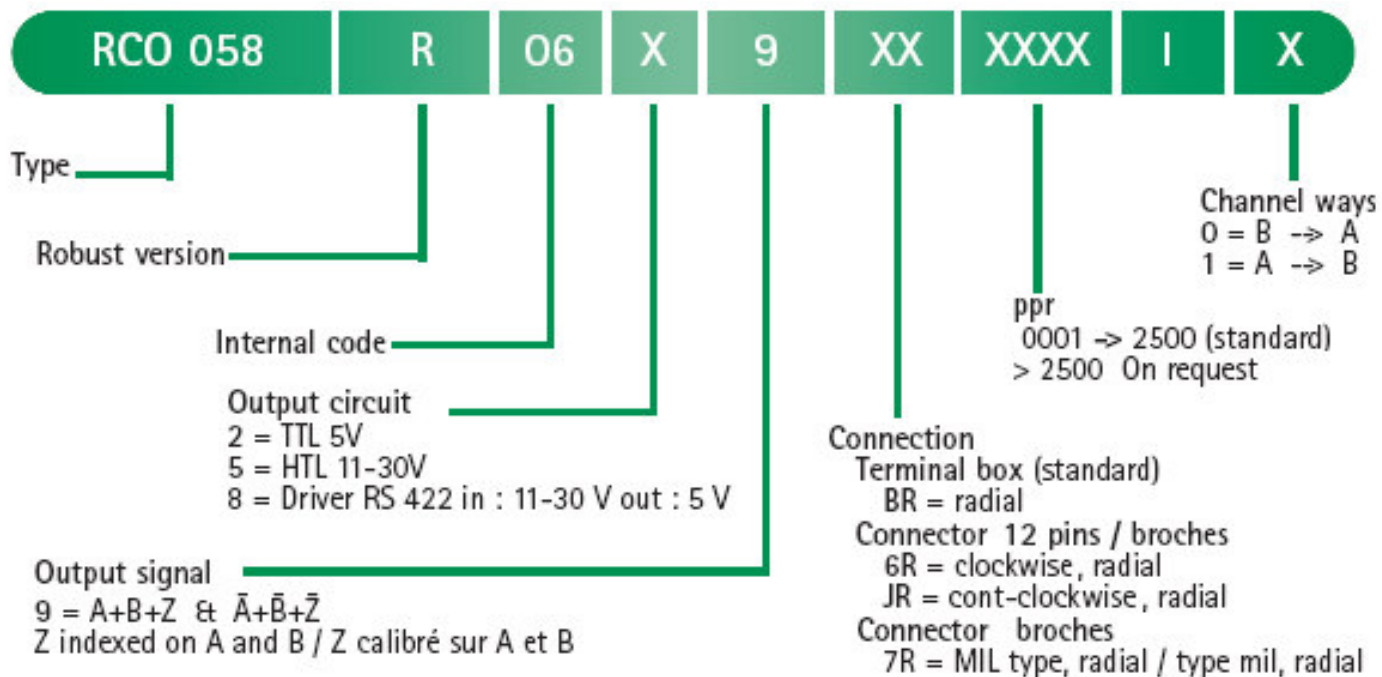 RCO 058 R 06 X 9 XX XXXX I X
Type
Robust version
Internal code
Output circuit
2 = TTL 5V
5 = HTL 11-30V
8 = Driver RS 422 in : 11-30 V out : 5 V
Output signal
9 = A+B+Z & Ā+B̄+Z̄
Z indexed on A and B / Z calibré sur A et B
Connection
Terminal box (standard)
BR = radial
Connector 12 pins / broches
6R = clockwise, radial
JR = cont-clockwise, radial
Connector broches
7R = MIL type, radial / type mil, radial
ppr
0001 -> 2500 (standard)
> 2500 On request
Channel ways
0 = B --> A
1 = A --> B